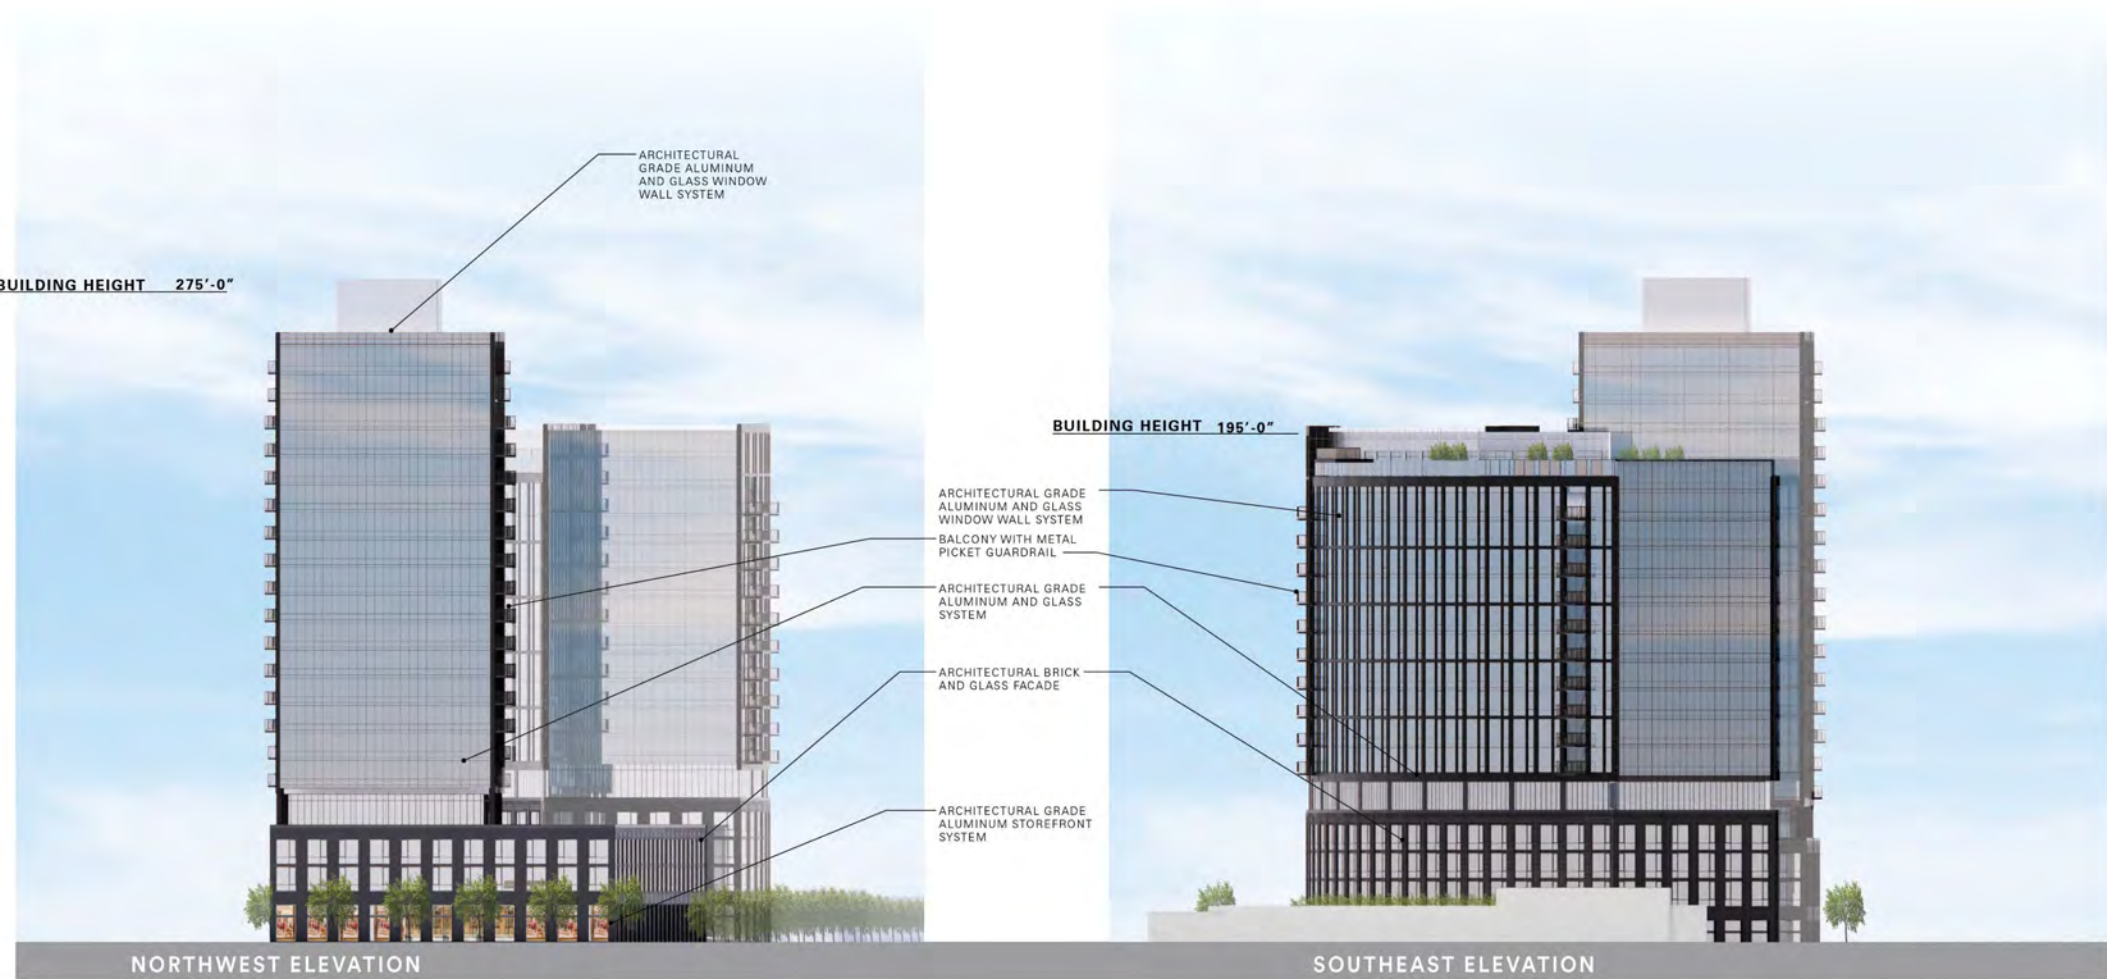 ARCHITECTURAL
GRADE ALUMINUM
AND GLASS WINDOW
WALL SYSTEM
BUILDING HEIGHT 275'-0"
BUILDING HEIGHT 195'-0"
ARCHITECTURAL GRADE
ALUMINUM AND GLASS
WINDOW WALL SYSTEM
BALCONY WITH METAL
PICKET GUARDRAIL
ARCHITECTURAL GRADE
ALUMINUM AND GLASS
SYSTEM
ARCHITECTURAL BRICK
AND GLASS FACADE
ARCHITECTURAL GRADE
ALUMINUM STOREFRONT
SYSTEM
NORTHWEST ELEVATION
SOUTHEAST ELEVATION